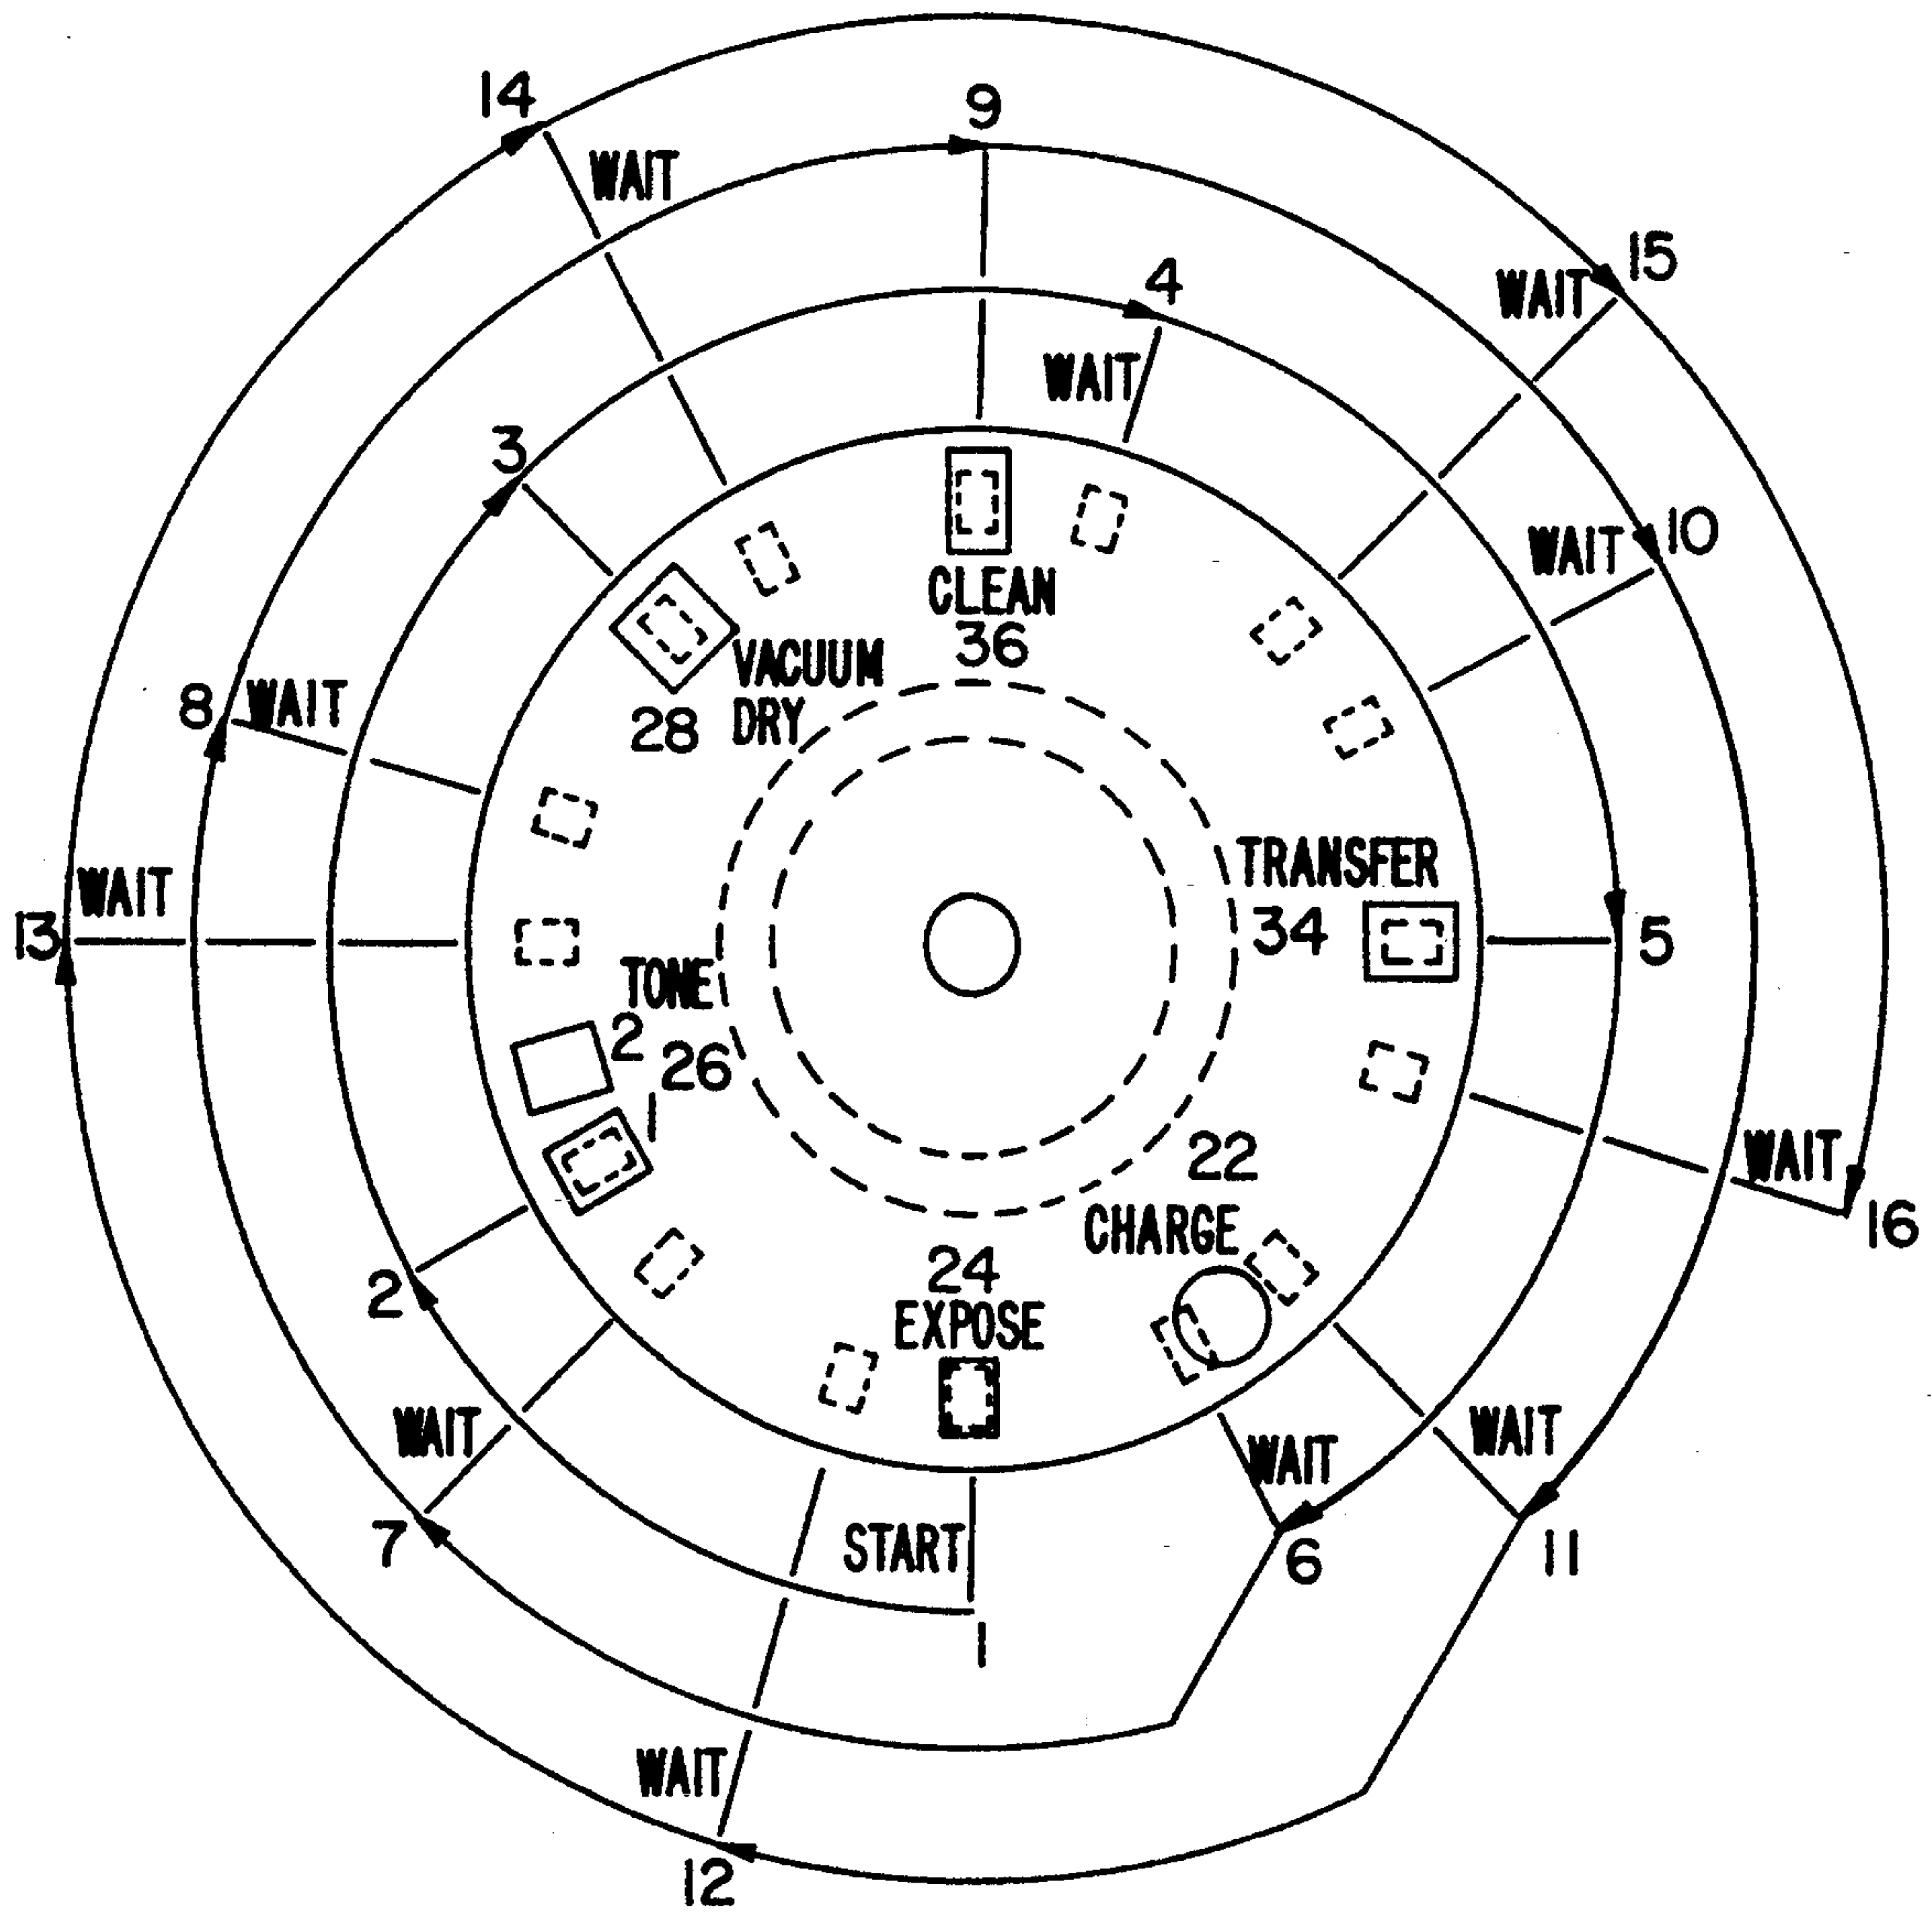 14
WAIT
9
4
WAIT
15
WAIT
3
10
WAIT
CLEAN
36
VACUUM
DRY
28
8
WAIT
13
WAIT
TRANSFER
34
5
TONE
2
26
1
22
CHARGE
WAIT
16
24
EXPOSE
2
WAIT
7
START
1
WAIT
6
WAIT
11
WAIT
12